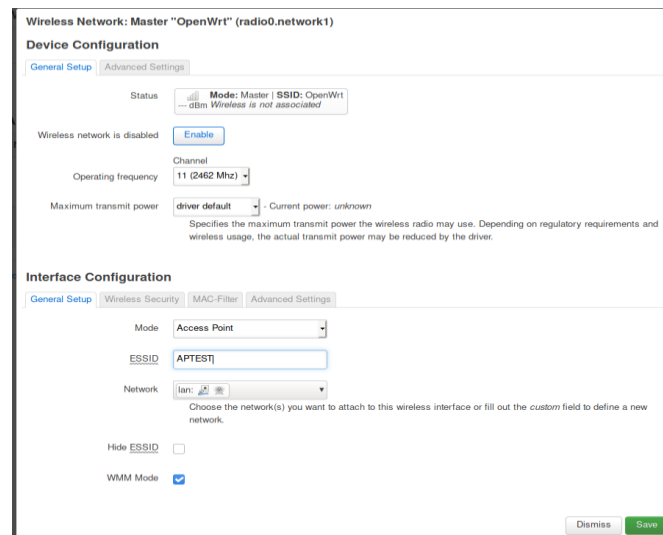 Wireless Network: Master "OpenWrt" (radio0.network1)
Device Configuration
General Setup Advanced Settings
Status Mode: Master | SSID: OpenWrt
--- dBm Wireless is not associated
Wireless network is disabled Enable
Channel
Operating frequency 11 (2462 Mhz)
Maximum transmit power driver default - Current power: unknown
Specifies the maximum transmit power the wireless radio may use. Depending on regulatory requirements and
wireless usage, the actual transmit power may be reduced by the driver.
Interface Configuration
General Setup Wireless Security MAC-Filter Advanced Settings
Mode Access Point
ESSID APTEST
Network lan:
Choose the network(s) you want to attach to this wireless interface or fill out the custom field to define a new
network.
Hide ESSID
WMM Mode
Dismiss Save